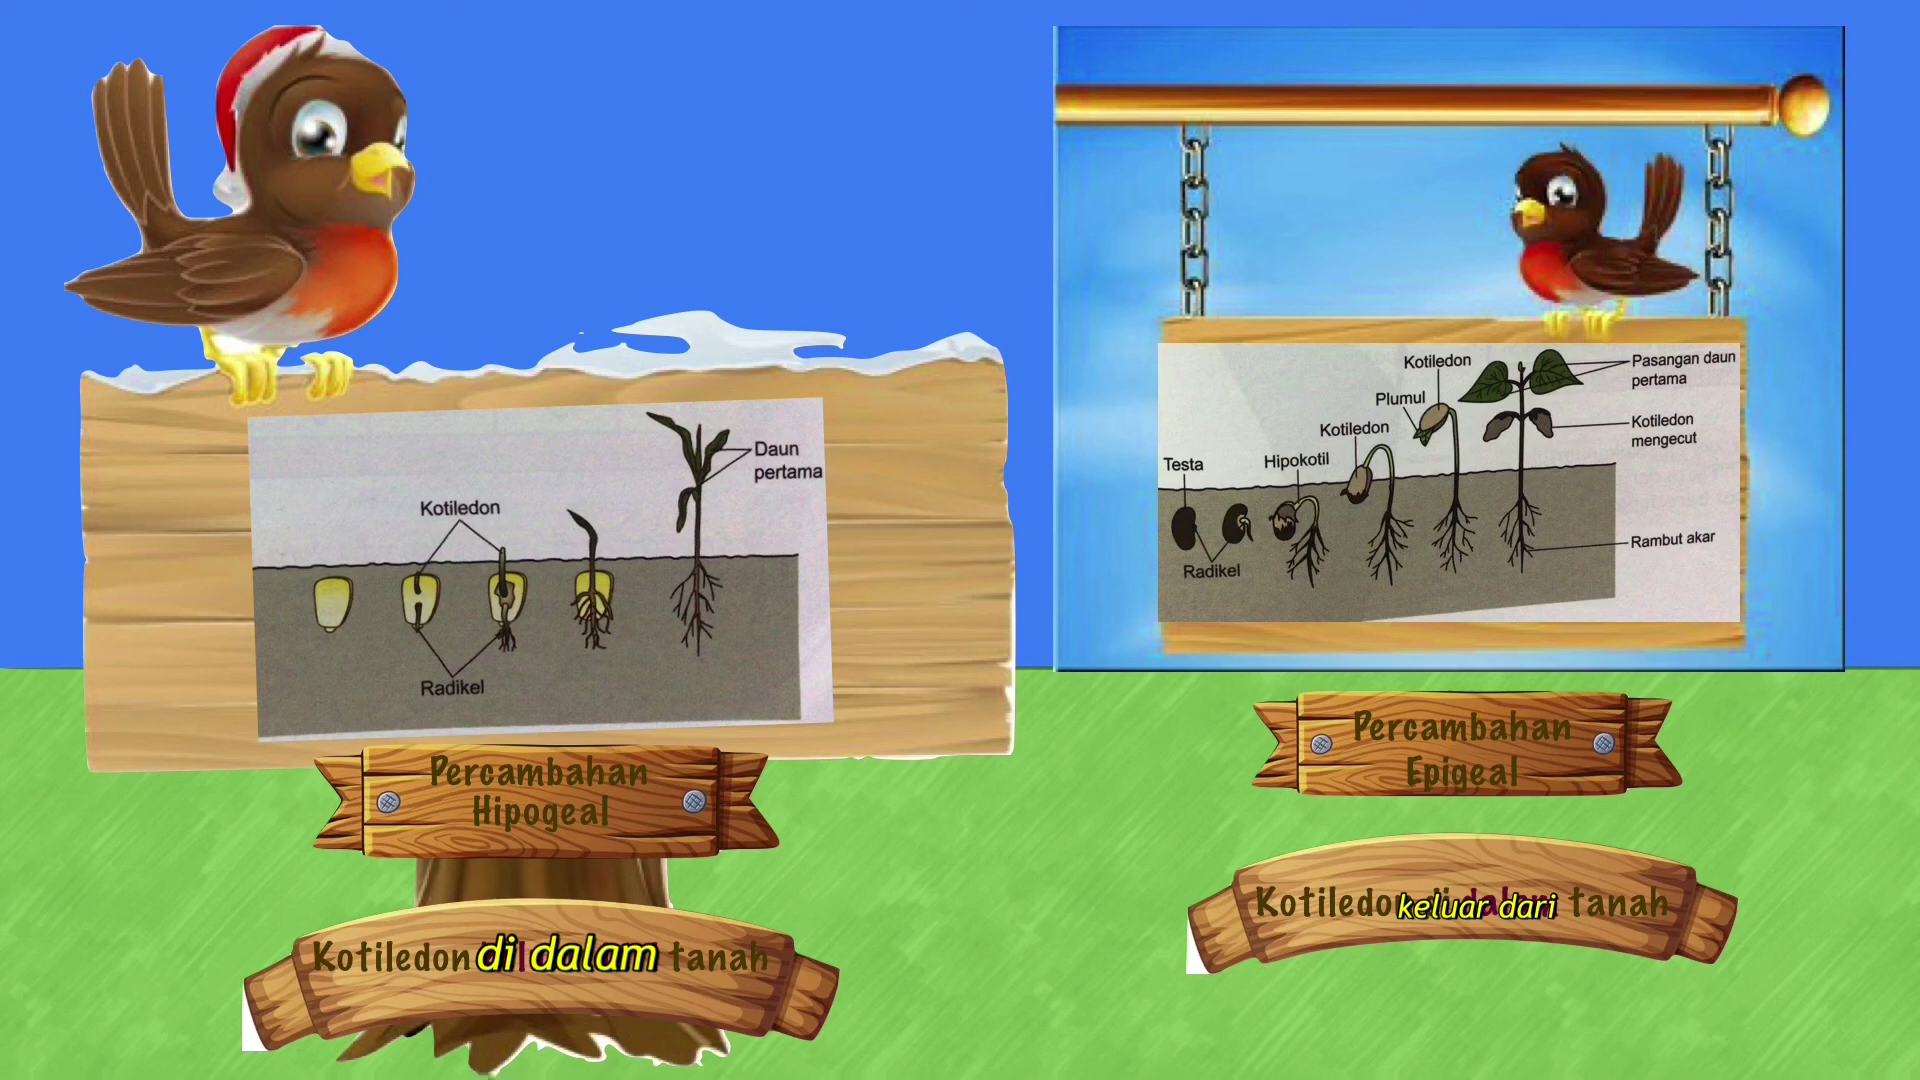 Daun
pertama
Kotiledon
Radikel
Percambahan
Hipogeal
Kotiledon di dalam tanah
Kotiledon
Pasangan daun
pertama
Plumul
Kotiledon
Kotiledon
mengecut
Testa
Hipokotil
Rambut akar
Radikel
Percambahan
Epigeal
Kotiledon keluar dari tanah